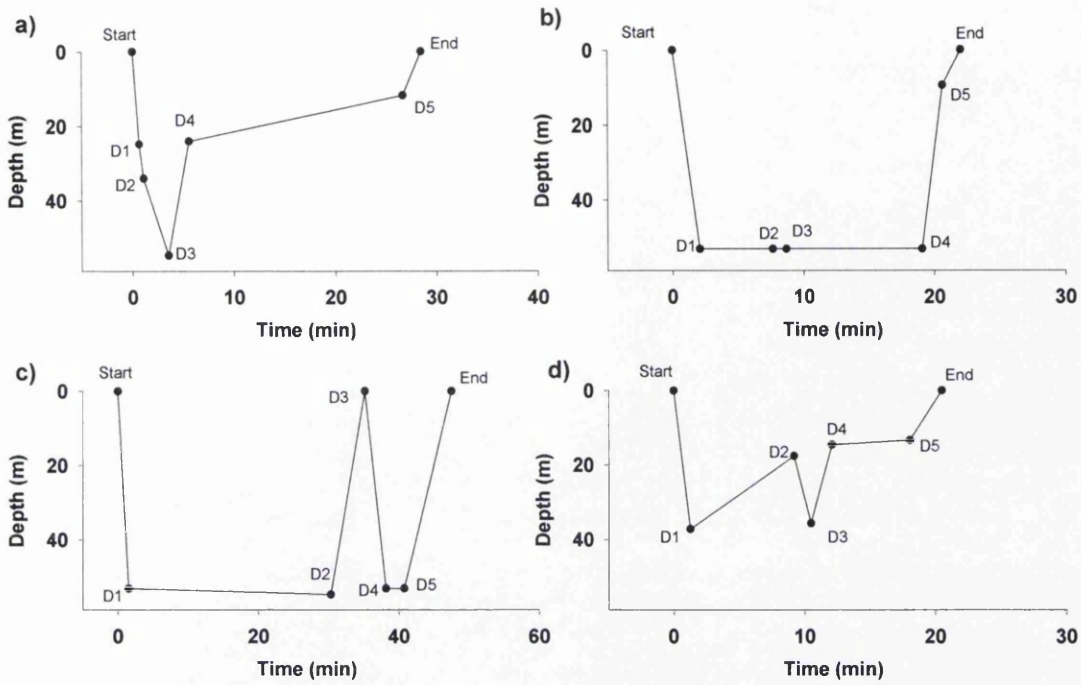 a)
Start
End
0
D4
D5
20
D1
D2
40
D3
Depth (m)
0 10 20 30 40
Time (min)
b)
Start
End
0
D5
20
40
D1
D2
D3
D4
Depth (m)
0 10 20 30
Time (min)
c)
Start
End
0
D3
20
40
D2
D1
D4
D5
Depth (m)
0 20 40 60
Time (min)
d)
Start
End
0
D4
D5
20
D2
40
D1
D3
Depth (m)
0 10 20 30
Time (min)